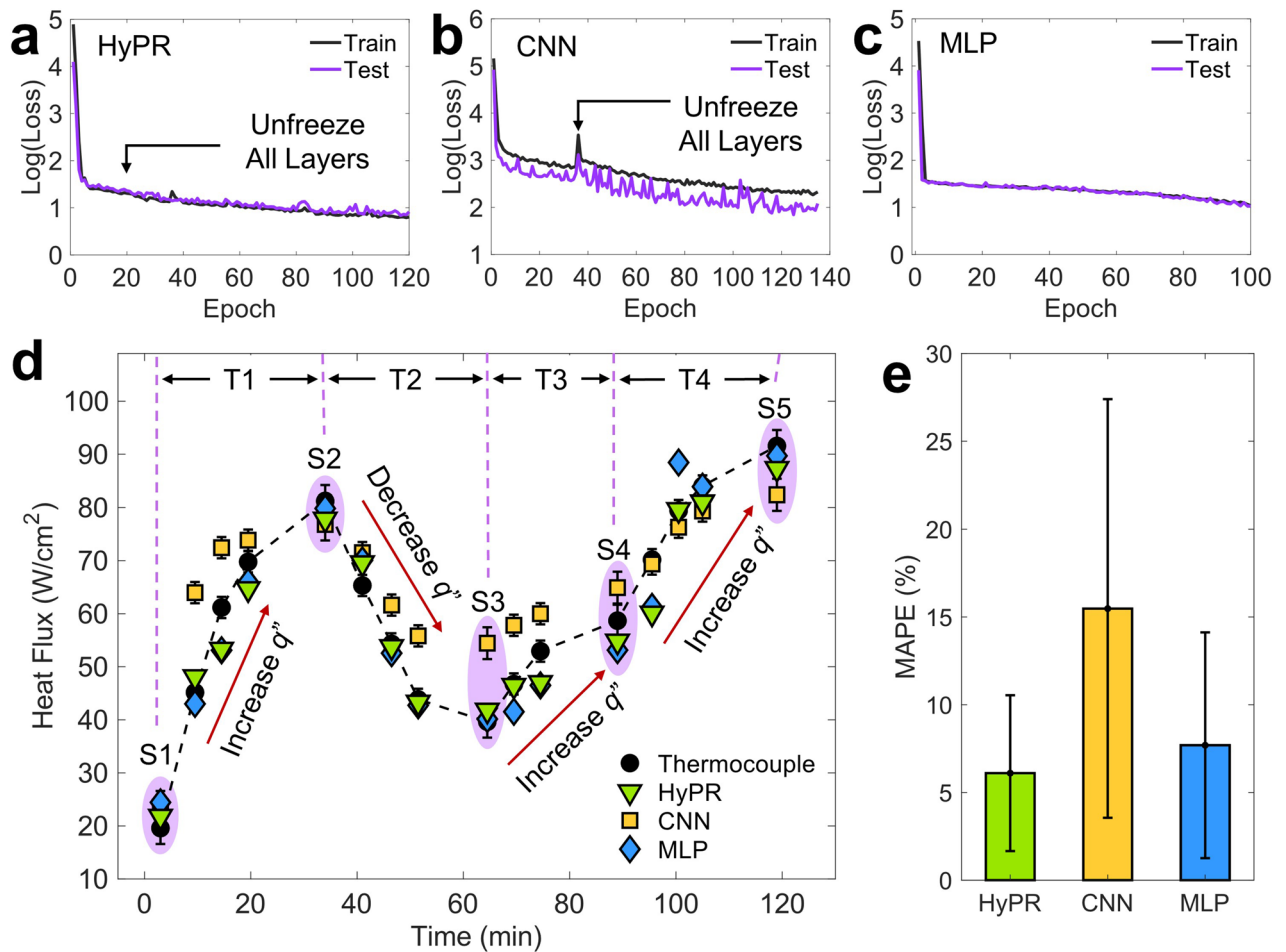 a
HyPR
Train
Test
Unfreeze
All Layers
Log(Loss)
5
4
3
2
1
0
0 20 40 60 80 100 120
Epoch
b
CNN
Train
Test
Unfreeze
All Layers
Log(Loss)
6
5
4
3
2
1
0 20 40 60 80 100 120 140
Epoch
c
MLP
Train
Test
Log(Loss)
5
4
3
2
1
0
0 20 40 60 80 100
Epoch
d
T1 T2 T3 T4
S1
S2
S3
S4
S5
Increase q”
Decrease q”
Increase q”
Increase q”
Thermocouple
HyPR
CNN
MLP
Heat Flux (W/cm²)
100
90
80
70
60
50
40
30
20
10
0 20 40 60 80 100 120
Time (min)
e
MAPE (%)
30
25
20
15
10
5
0
HyPR CNN MLP